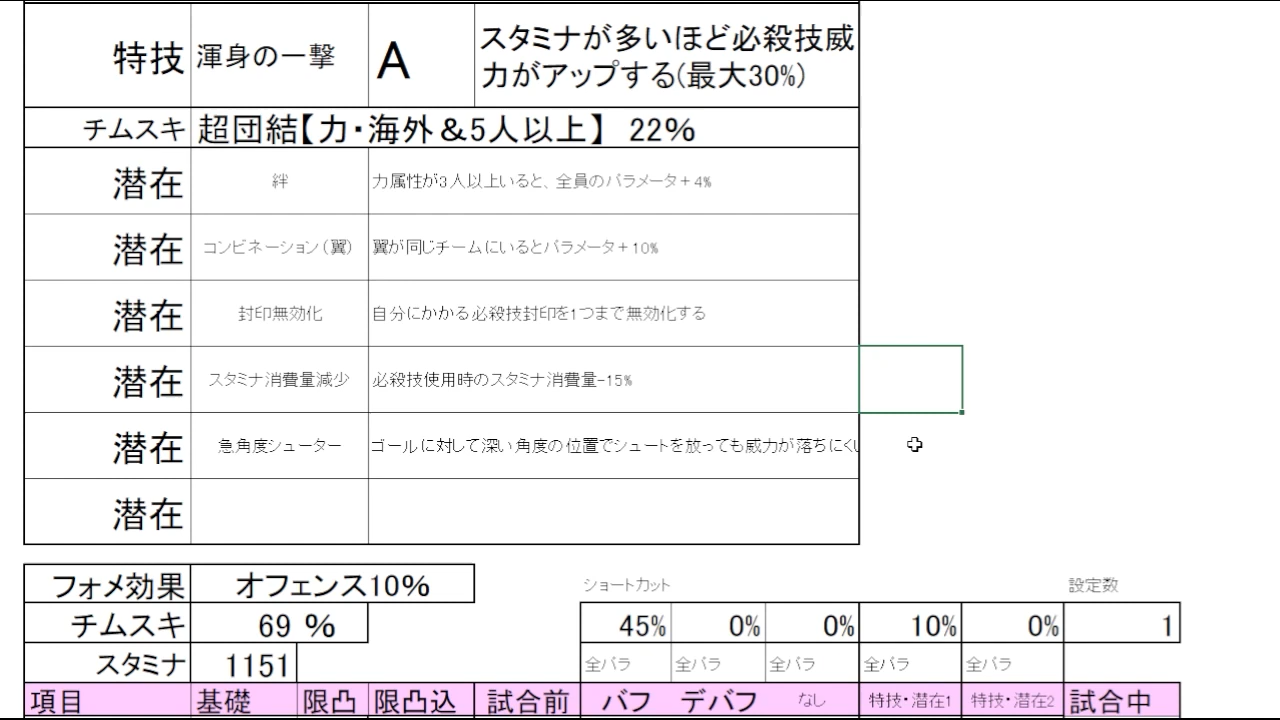 特技 渾身の一撃 A スタミナが多いほど必殺技威
力がアップする(最大30%)
チムスキ 超団結【力・海外&5人以上】 22%
潜在 絆 力属性が3人以上いると、全員のパラメータ+4%
潜在 コンビネーション(翼) 翼が同じチームにいるとパラメータ+10%
潜在 封印無効化 自分にかかる必殺技封印を1つまで無効化する
潜在 スタミナ消費量減少 必殺技使用時のスタミナ消費量-15%
潜在 急角度シューター ゴールに対して深い角度の位置でシュートを放っても威力が落ちにくい
潜在
フォメ効果 オフェンス10% ショートカット 設定数
チムスキ 69 % 45% 0% 0% 10% 0% 1
スタミナ 1151 全パラ 全パラ 全パラ 全パラ 全パラ
項目 基礎 限凸 限凸込 試合前 バフ デバフ なし 特技・潜在1 特技・潜在2 試合中